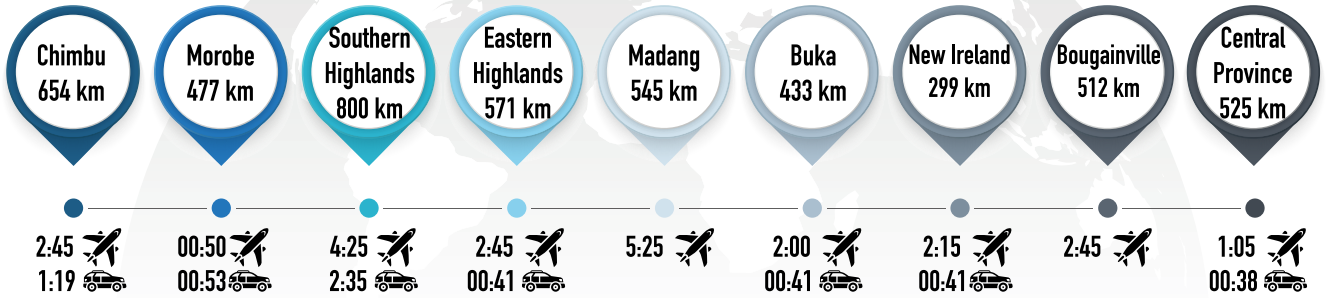 Chimbu
654 km
Morobe
477 km
Southern
Highlands
800 km
Eastern
Highlands
571 km
Madang
545 km
Buka
433 km
New Ireland
299 km
Bougainville
512 km
Central
Province
525 km
2:45
1:19
00:50
00:53
4:25
2:35
2:45
00:41
5:25
2:00
00:41
2:15
00:41
2:45
1:05
00:38